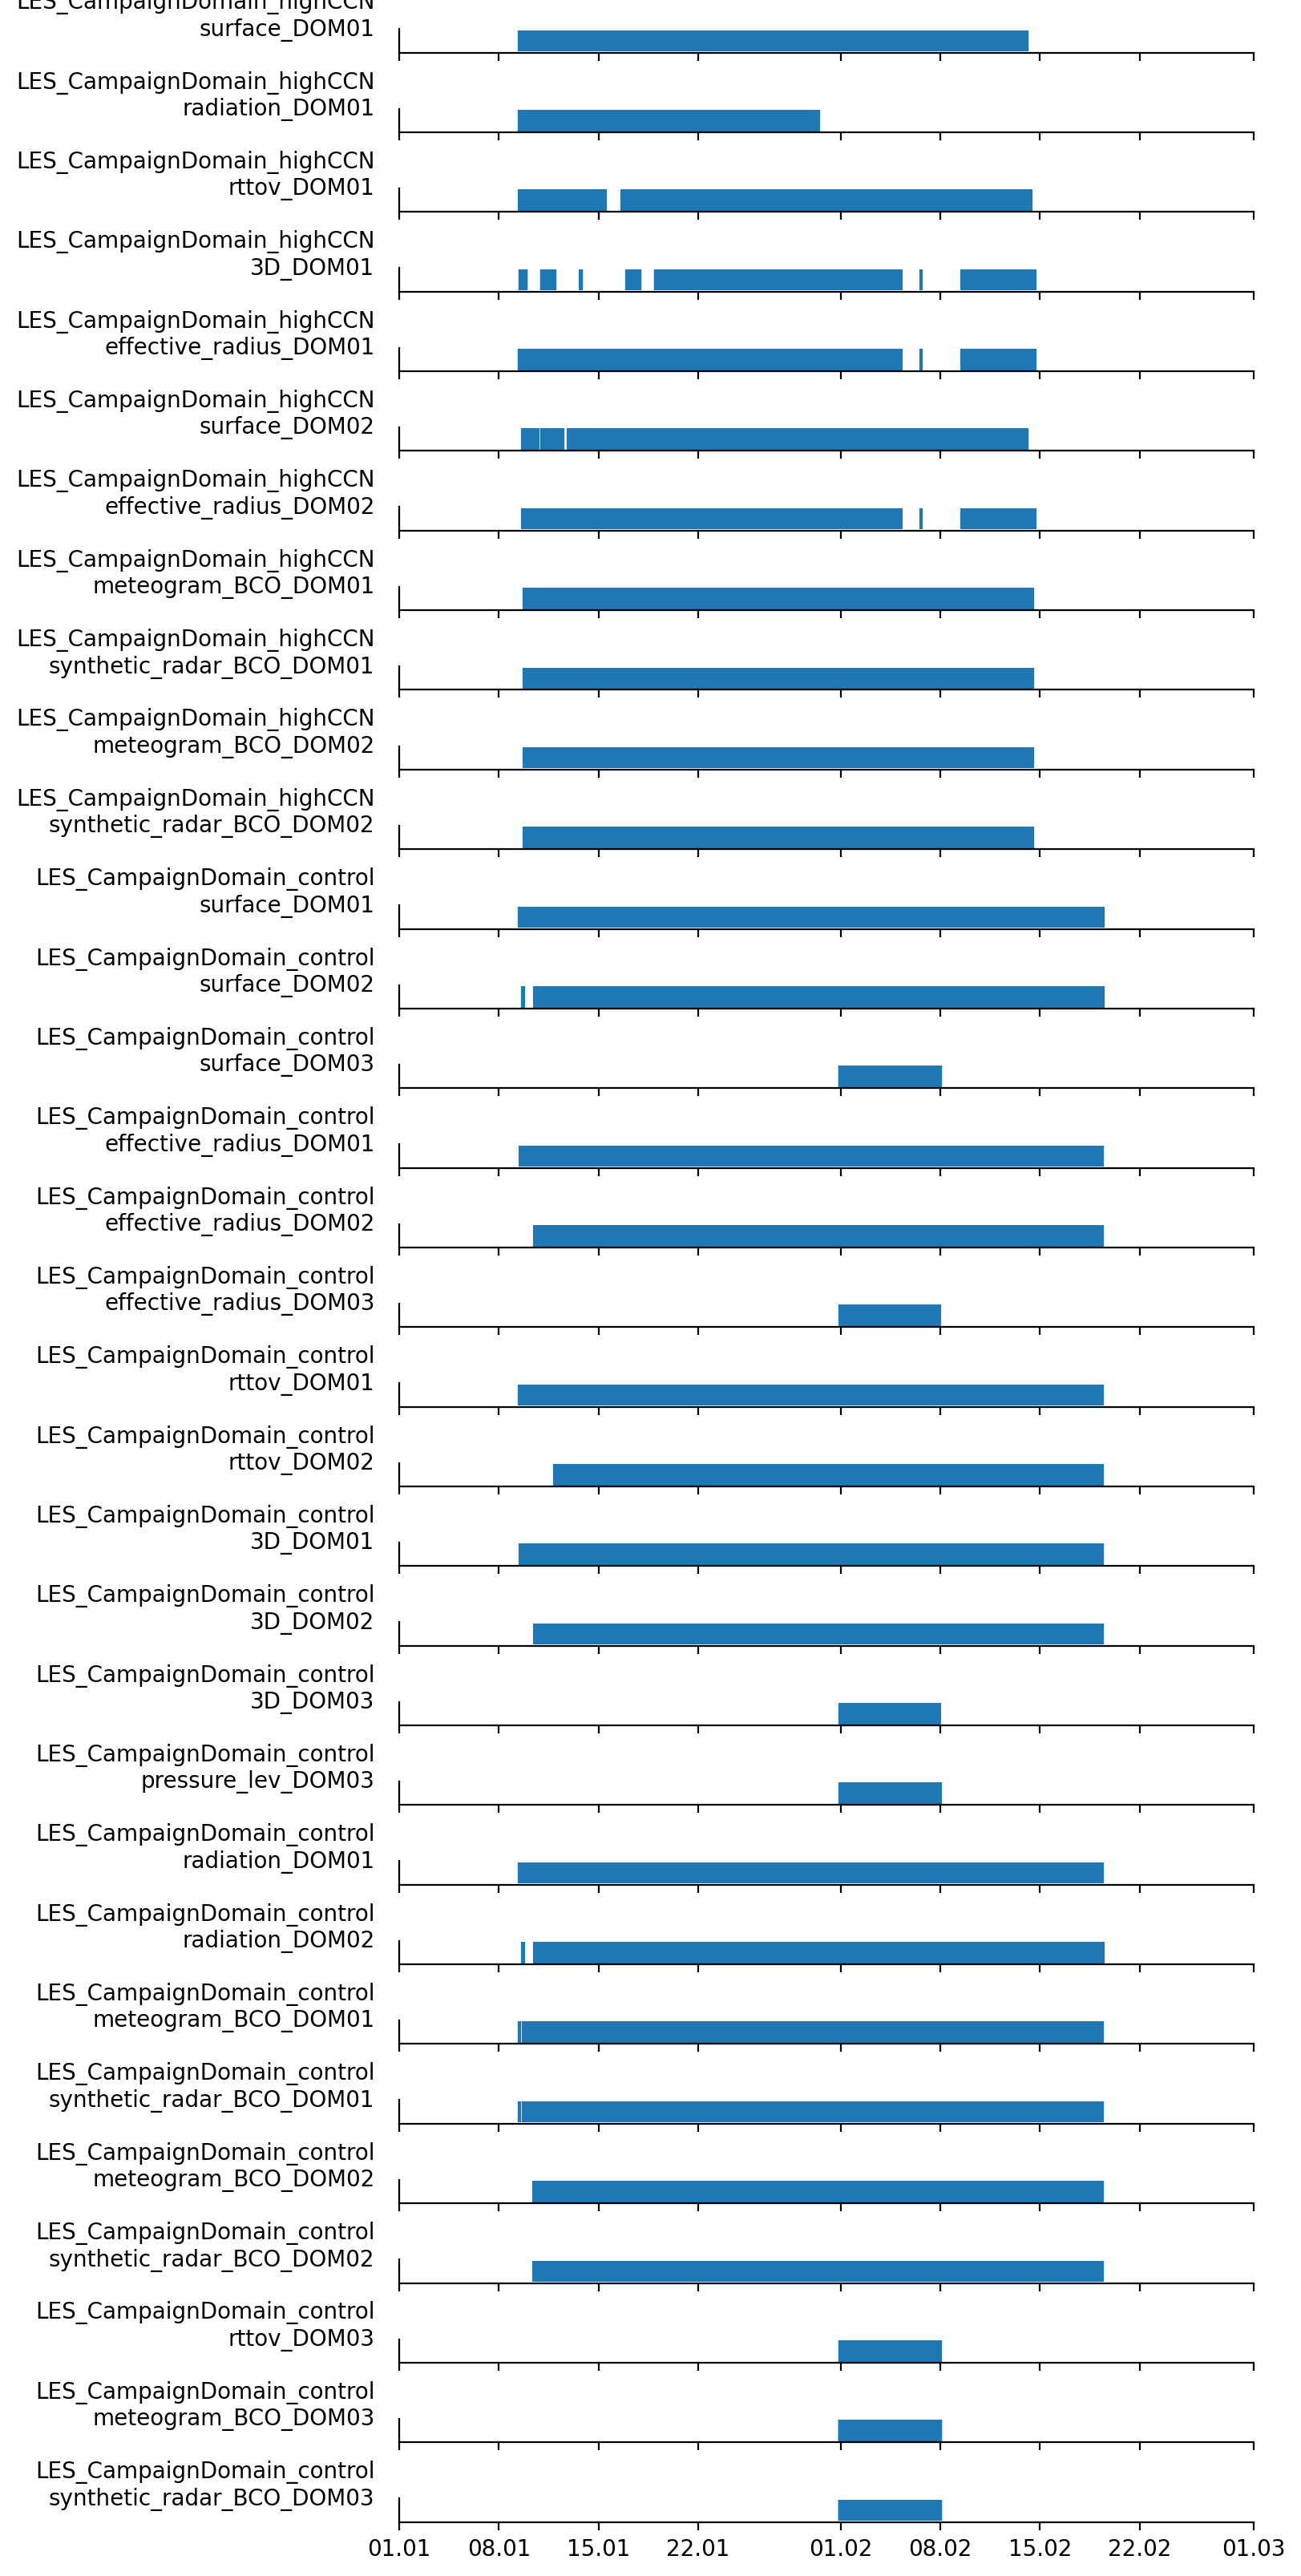 LES_CampaignDomain_highCCN
surface_DOM01
LES_CampaignDomain_highCCN
radiation_DOM01
LES_CampaignDomain_highCCN
rttov_DOM01
LES_CampaignDomain_highCCN
3D_DOM01
LES_CampaignDomain_highCCN
effective_radius_DOM01
LES_CampaignDomain_highCCN
surface_DOM02
LES_CampaignDomain_highCCN
effective_radius_DOM02
LES_CampaignDomain_highCCN
meteogram_BCO_DOM01
LES_CampaignDomain_highCCN
synthetic_radar_BCO_DOM01
LES_CampaignDomain_highCCN
meteogram_BCO_DOM02
LES_CampaignDomain_highCCN
synthetic_radar_BCO_DOM02
LES_CampaignDomain_control
surface_DOM01
LES_CampaignDomain_control
surface_DOM02
LES_CampaignDomain_control
surface_DOM03
LES_CampaignDomain_control
effective_radius_DOM01
LES_CampaignDomain_control
effective_radius_DOM02
LES_CampaignDomain_control
effective_radius_DOM03
LES_CampaignDomain_control
rttov_DOM01
LES_CampaignDomain_control
rttov_DOM02
LES_CampaignDomain_control
3D_DOM01
LES_CampaignDomain_control
3D_DOM02
LES_CampaignDomain_control
3D_DOM03
LES_CampaignDomain_control
pressure_lev_DOM03
LES_CampaignDomain_control
radiation_DOM01
LES_CampaignDomain_control
radiation_DOM02
LES_CampaignDomain_control
meteogram_BCO_DOM01
LES_CampaignDomain_control
synthetic_radar_BCO_DOM01
LES_CampaignDomain_control
meteogram_BCO_DOM02
LES_CampaignDomain_control
synthetic_radar_BCO_DOM02
LES_CampaignDomain_control
rttov_DOM03
LES_CampaignDomain_control
meteogram_BCO_DOM03
LES_CampaignDomain_control
synthetic_radar_BCO_DOM03
01.01 08.01 15.01 22.01 01.02 08.02 15.02 22.02 01.03